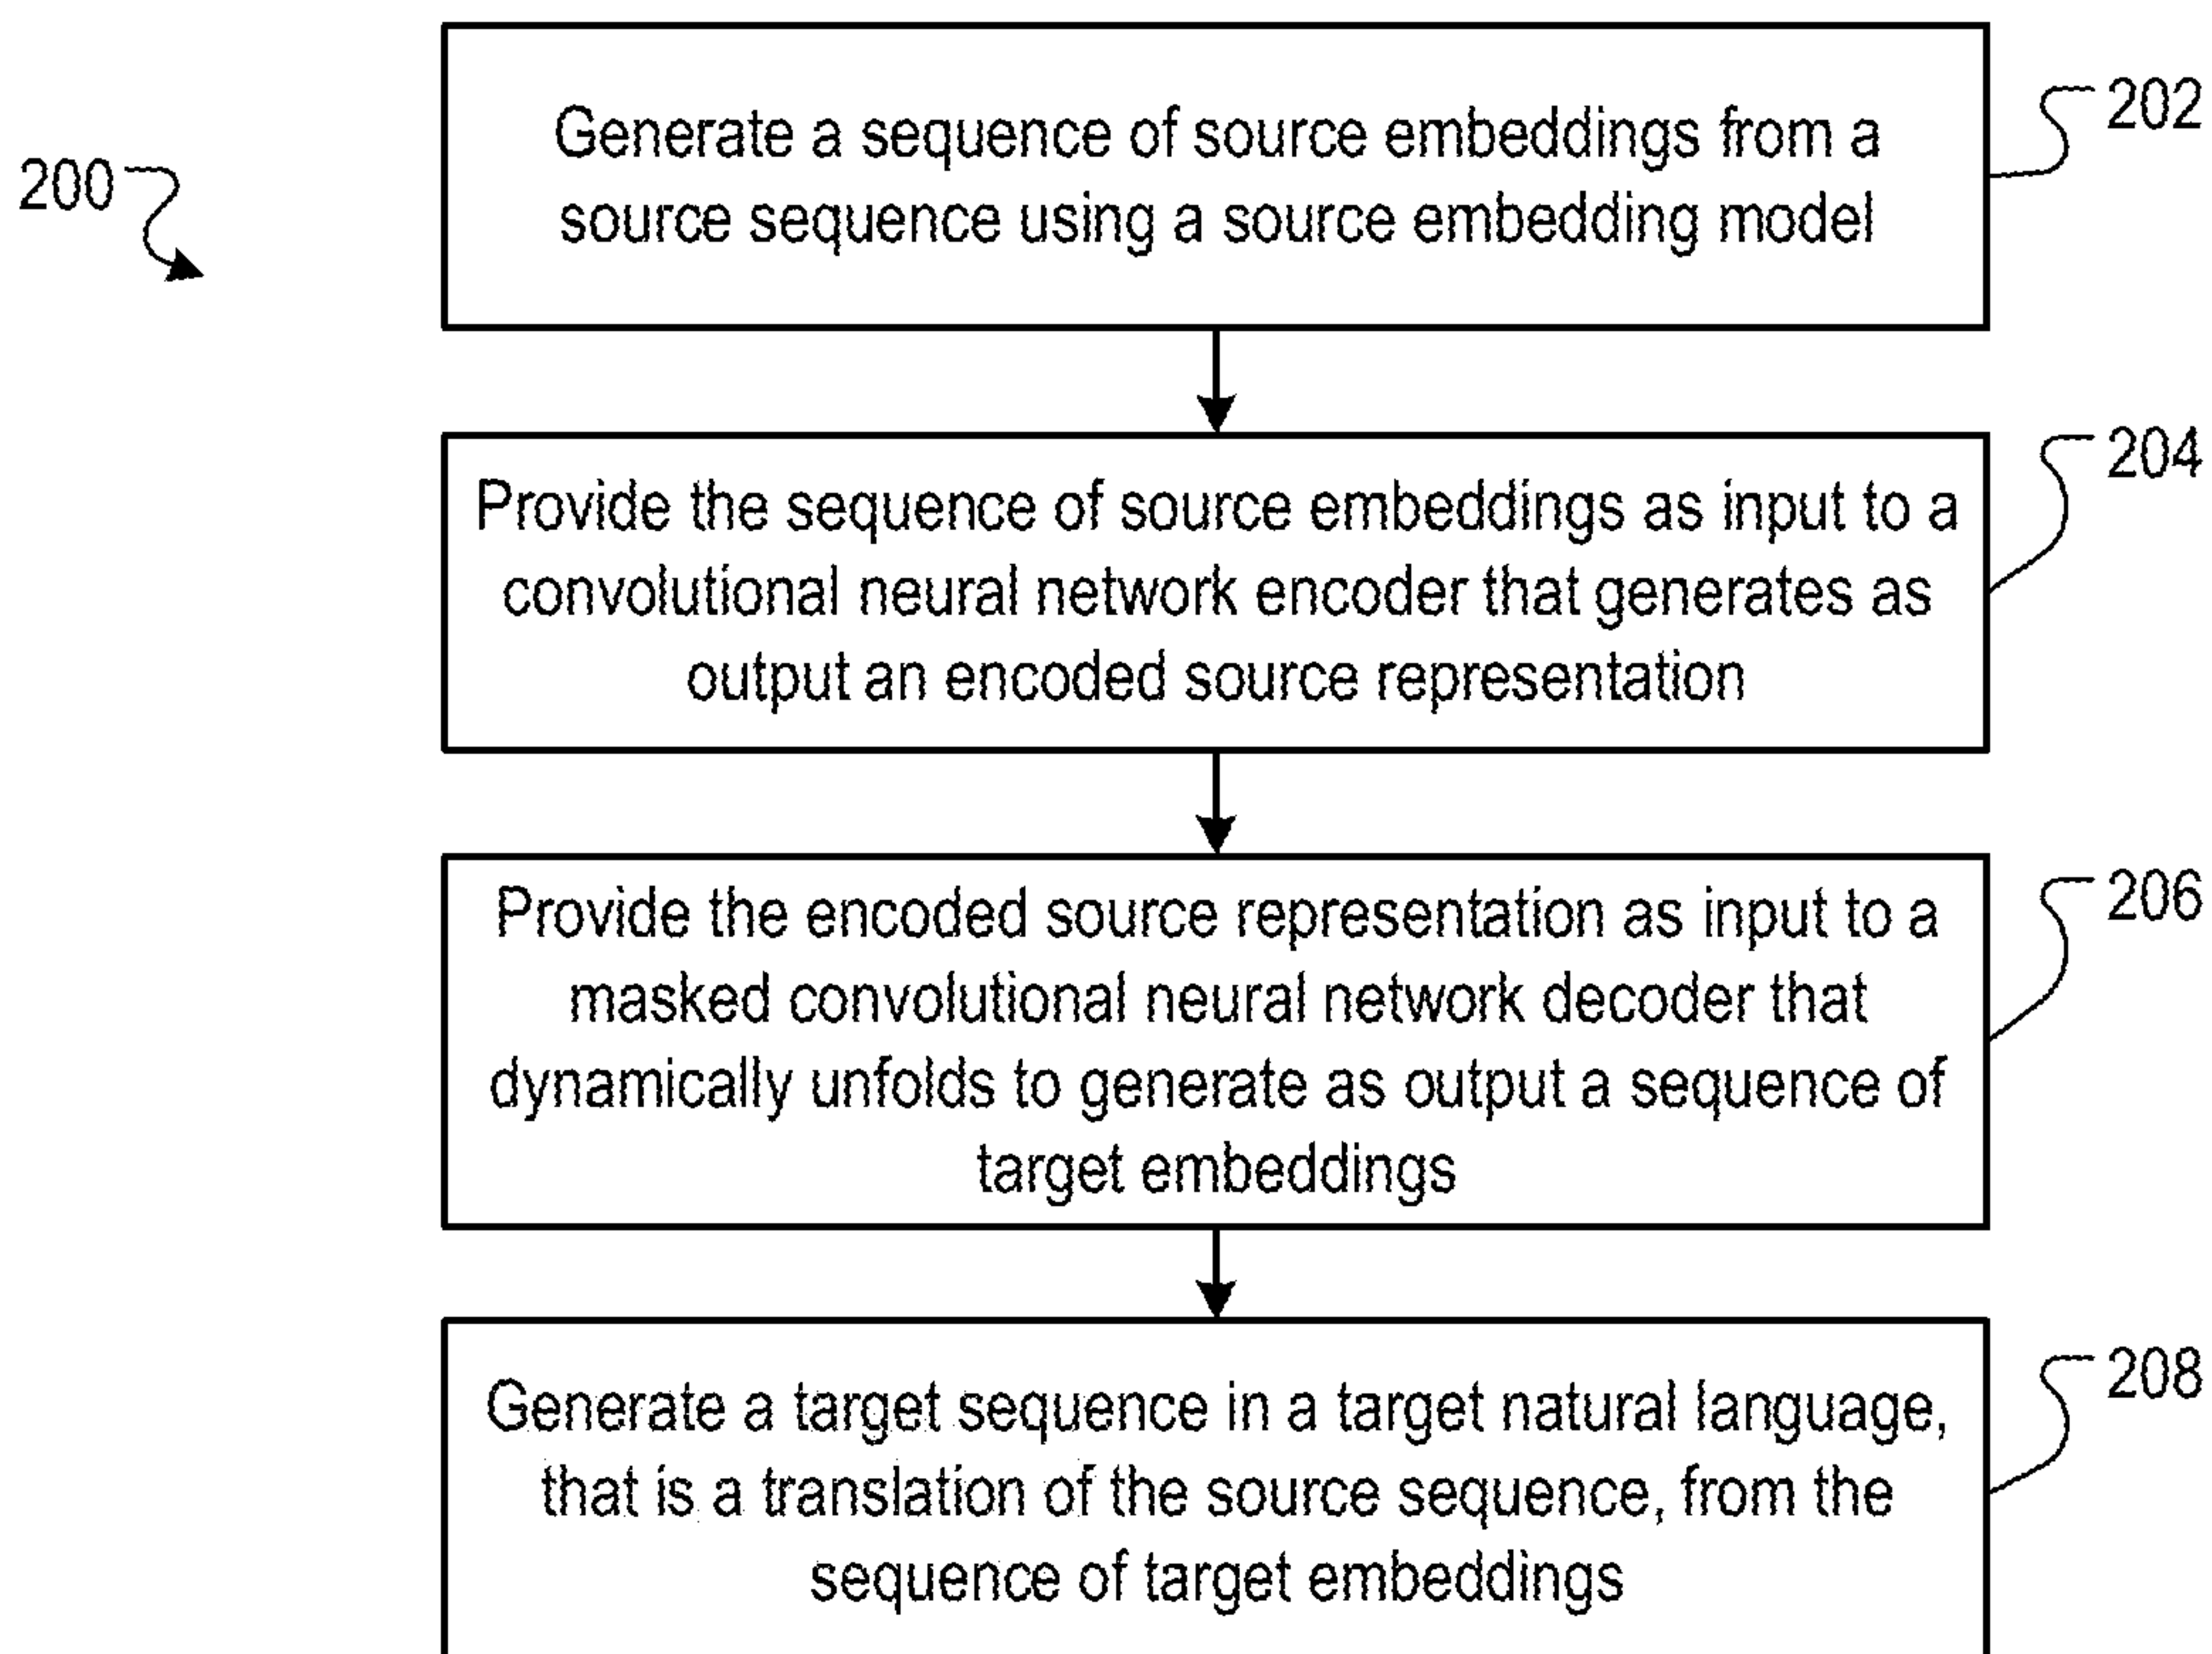 200
Generate a sequence of source embeddings from a
source sequence using a source embedding model
202
Provide the sequence of source embeddings as input to a
convolutional neural network encoder that generates as
output an encoded source representation
204
Provide the encoded source representation as input to a
masked convolutional neural network decoder that
dynamically unfolds to generate as output a sequence of
target embeddings
206
Generate a target sequence in a target natural language,
that is a translation of the source sequence, from the
sequence of target embeddings
208